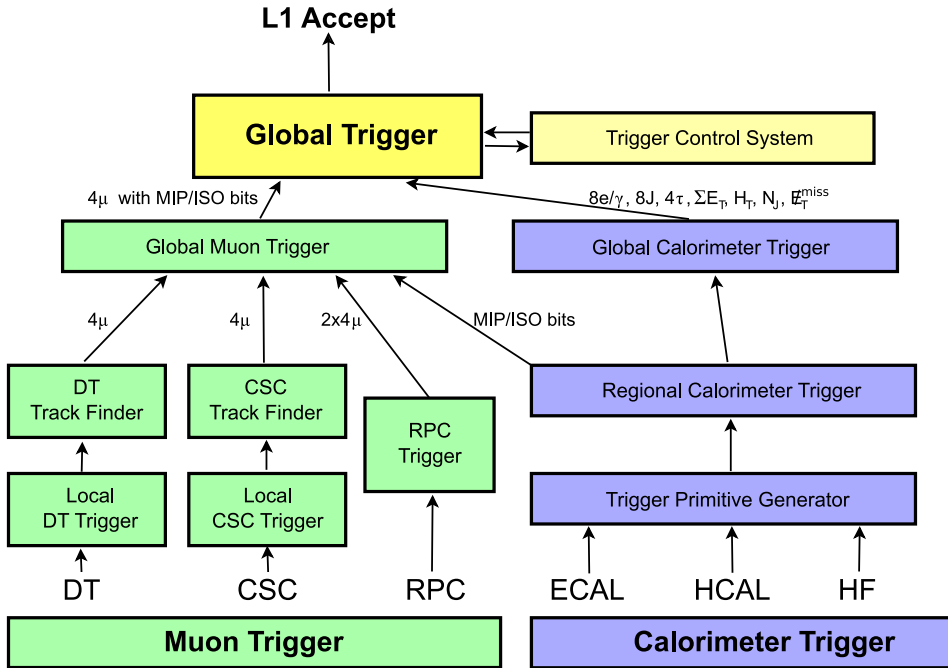 L1 Accept
Global Trigger
Trigger Control System
4μ with MIP/ISO bits
8e/γ, 8J, 4τ, ΣE_T, H_T, N_J, E̸_T^miss
Global Muon Trigger
Global Calorimeter Trigger
4μ
4μ
2x4μ
MIP/ISO bits
DT
Track Finder
CSC
Track Finder
RPC
Trigger
Regional Calorimeter Trigger
Local
DT Trigger
Local
CSC Trigger
Trigger Primitive Generator
DT
CSC
RPC
ECAL
HCAL
HF
Muon Trigger
Calorimeter Trigger